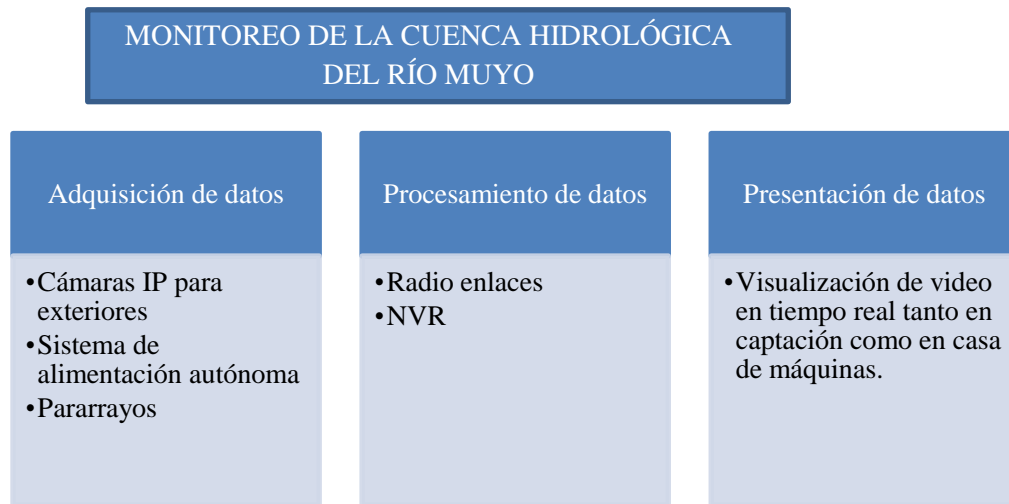 MONITOREO DE LA CUENCA HIDROLÓGICA
DEL RÍO MUYO
Adquisición de datos
•Cámaras IP para
exteriores
•Sistema de
alimentación autónoma
•Pararrayos
Procesamiento de datos
•Radio enlaces
•NVR
Presentación de datos
•Visualización de video
en tiempo real tanto en
captación como en casa
de máquinas.